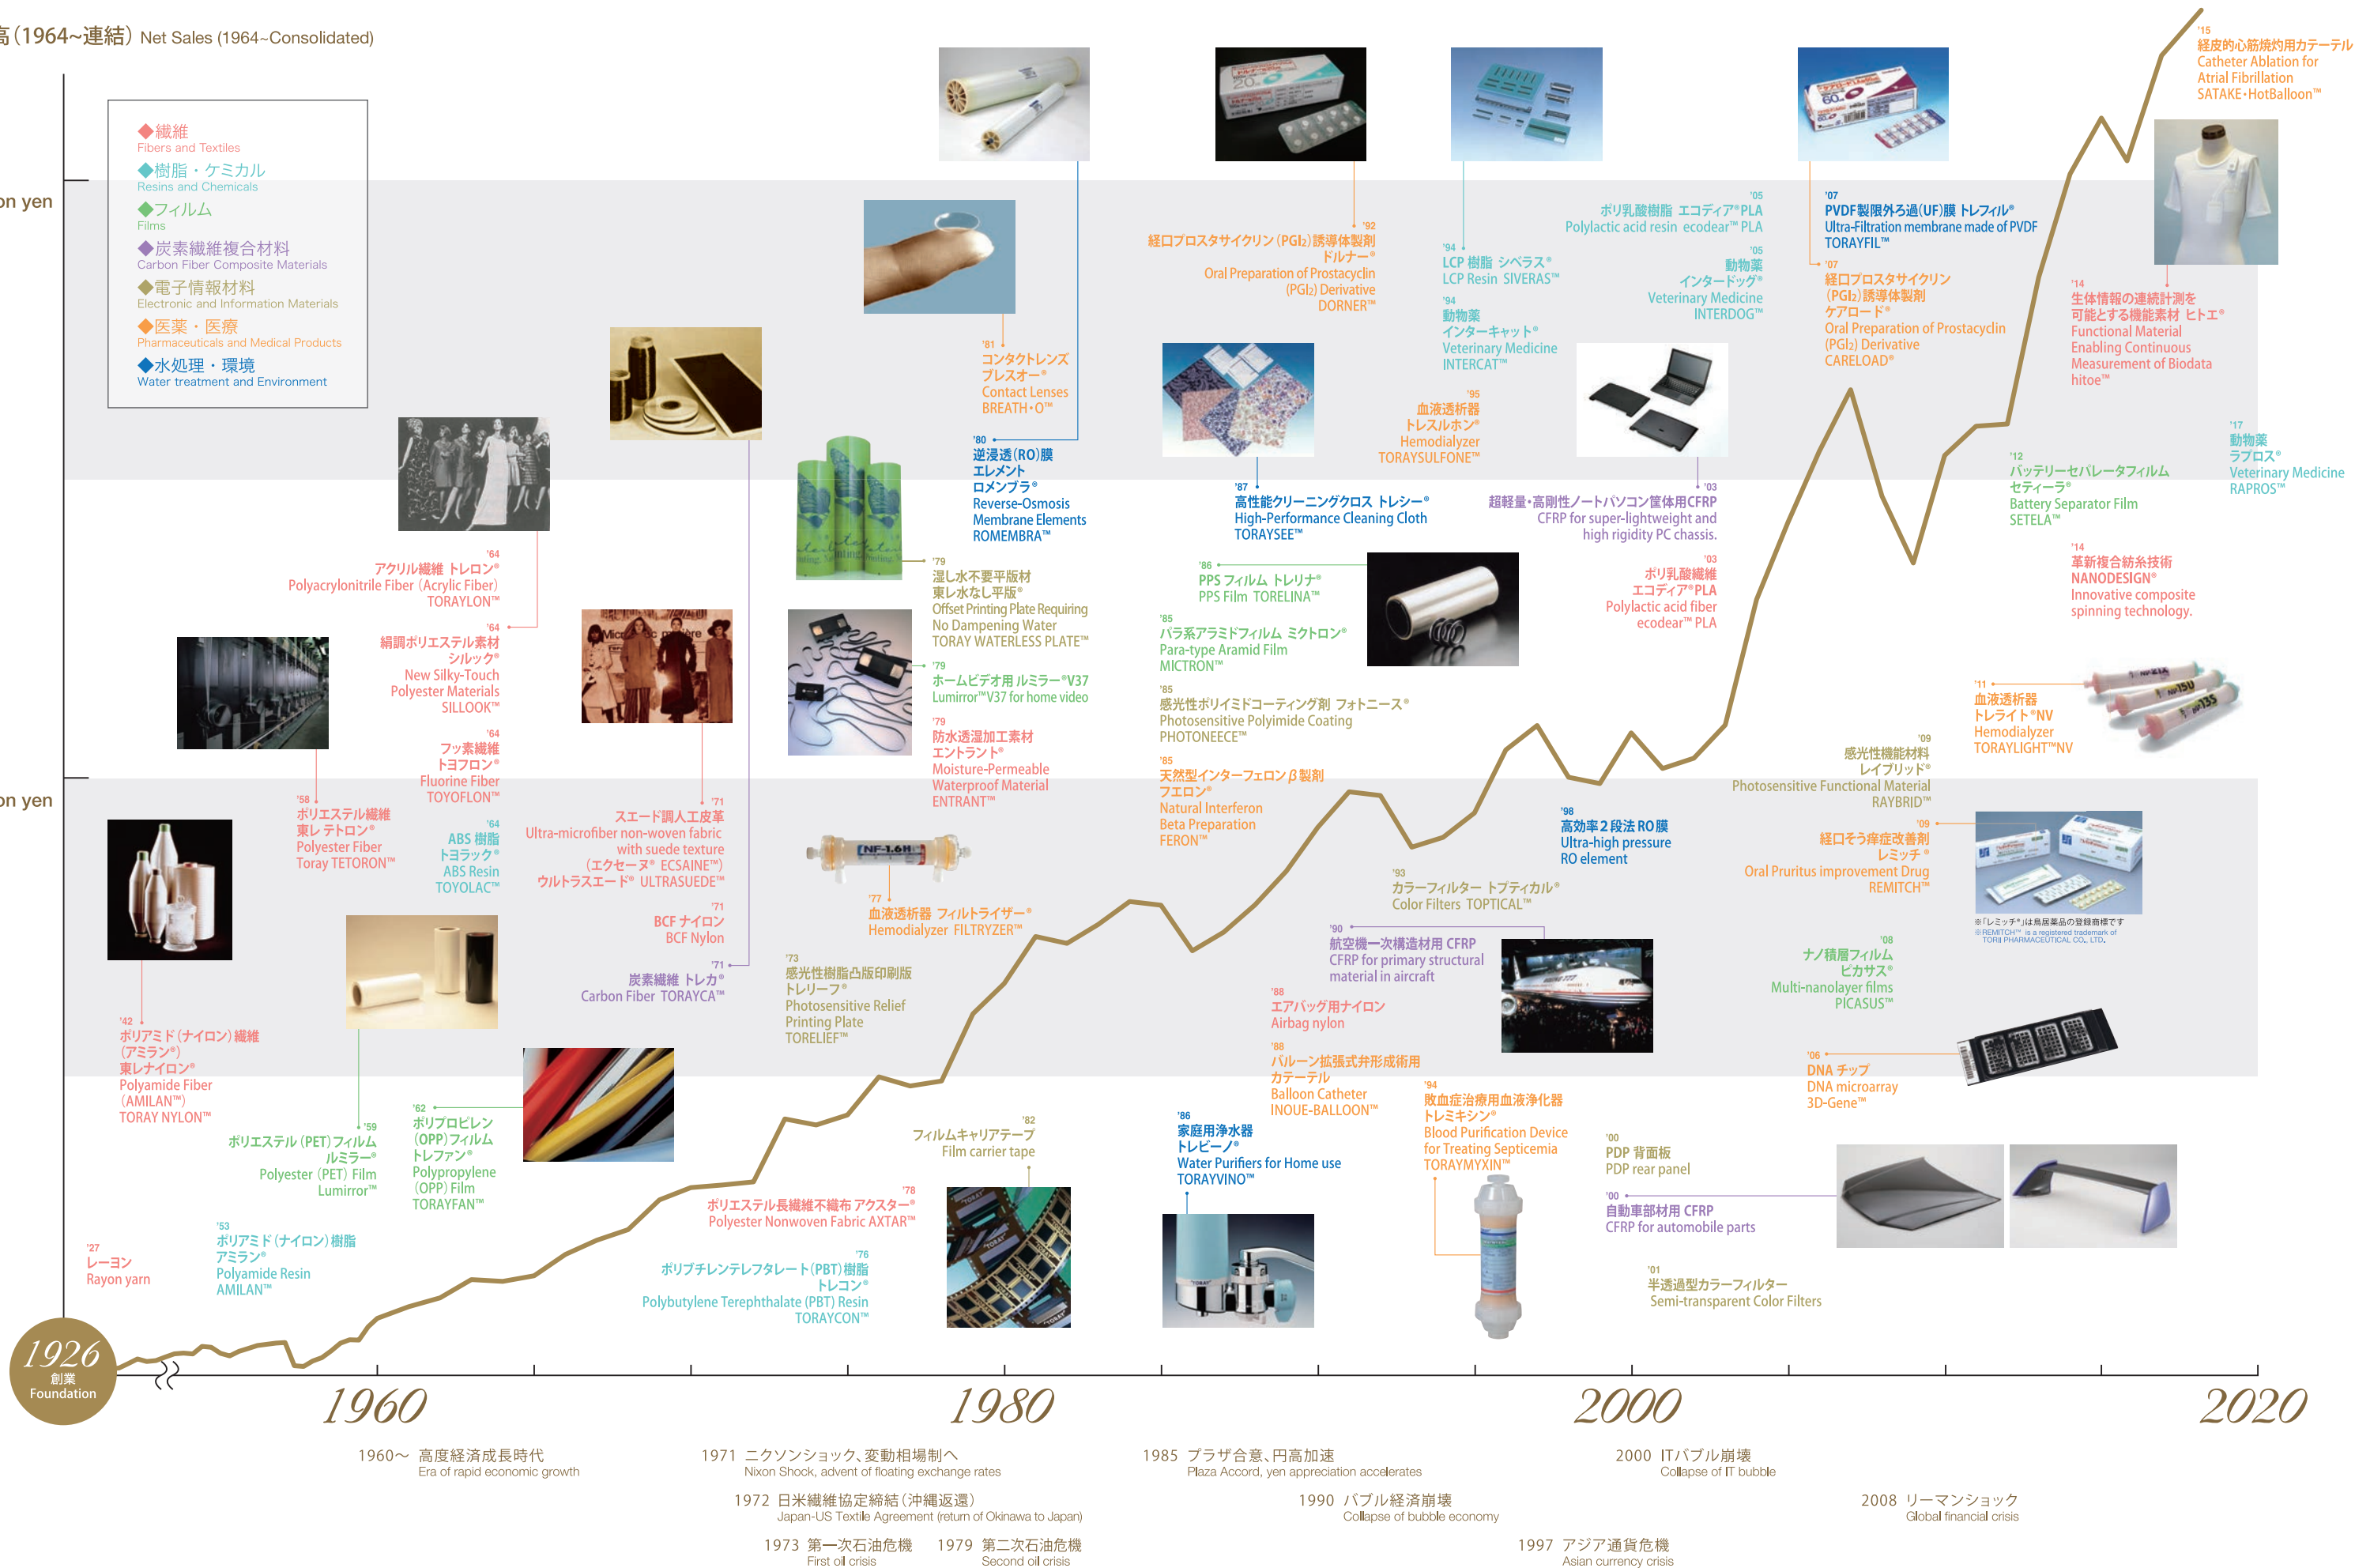 高(1964~連結) Net Sales (1964~Consolidated)
on yen
on yen
◆繊維
Fibers and Textiles
◆樹脂・ケミカル
Resins and Chemicals
◆フィルム
Films
◆炭素繊維複合材料
Carbon Fiber Composite Materials
◆電子情報材料
Electronic and Information Materials
◆医薬・医療
Pharmaceuticals and Medical Products
◆水処理・環境
Water treatment and Environment
'27
レーヨン
Rayon yarn
'42
ポリアミド(ナイロン)繊維
(アミラン®)
東レナイロン®
Polyamide Fiber
(AMILAN™)
TORAY NYLON™
'53
ポリアミド(ナイロン)樹脂
アミラン®
Polyamide Resin
AMILAN™
'58
ポリエステル繊維
東レ テトロン®
Polyester Fiber
Toray TETORON™
'59
ポリエステル(PET)フィルム
ルミラー®
Polyester (PET) Film
Lumirror™
'62
ポリプロピレン
(OPP)フィルム
トレファン®
Polypropylene
(OPP) Film
TORAYFAN™
'64
アクリル繊維 トレロン®
Polyacrylonitrile Fiber (Acrylic Fiber)
TORAYLON™
'64
絹調ポリエステル素材
シルック®
New Silky-Touch
Polyester Materials
SILLOOK™
'64
フッ素繊維
トヨフロン®
Fluorine Fiber
TOYOFLON™
'64
ABS 樹脂
トヨラック®
ABS Resin
TOYOLAC™
'71
スエード調人工皮革
Ultra-microfiber non-woven fabric
with suede texture
(エクセーヌ® ECSAINE™)
ウルトラスエード® ULTRASUEDE™
'71
BCF ナイロン
BCF Nylon
'71
炭素繊維 トレカ®
Carbon Fiber TORAYCA™
'73
感光性樹脂凸版印刷版
トレリーフ®
Photosensitive Relief
Printing Plate
TORELIEF™
'76
ポリブチレンテレフタレート(PBT)樹脂
トレコン®
Polybutylene Terephthalate (PBT) Resin
TORAYCON™
'77
血液透析器 フィルトライザー®
Hemodialyzer FILTRYZER™
NF-1.6H
'78
ポリエステル長繊維不織布 アクスター®
Polyester Nonwoven Fabric AXTAR™
'79
湿し水不要平版材
東レ水なし平版®
Offset Printing Plate Requiring
No Dampening Water
TORAY WATERLESS PLATE™
'79
ホームビデオ用 ルミラー®V37
Lumirror™V37 for home video
'79
防水透湿加工素材
エントラント®
Moisture-Permeable
Waterproof Material
ENTRANT™
'80
逆浸透(RO)膜
エレメント
ロメンブラ®
Reverse-Osmosis
Membrane Elements
ROMEMBRA™
'81
コンタクトレンズ
ブレスオー®
Contact Lenses
BREATH・O™
'82
フィルムキャリアテープ
Film carrier tape
'85
パラ系アラミドフィルム ミクトロン®
Para-type Aramid Film
MICTRON™
'85
感光性ポリイミドコーティング剤 フォトニース®
Photosensitive Polyimide Coating
PHOTONEECE™
'85
天然型インターフェロンβ製剤
フエロン®
Natural Interferon
Beta Preparation
FERON™
'86
PPS フィルム トレリナ®
PPS Film TORELINA™
'86
家庭用浄水器
トレビーノ®
Water Purifiers for Home use
TORAYVINO™
'87
高性能クリーニングクロス トレシー®
High-Performance Cleaning Cloth
TORAYSEE™
'88
エアバッグ用ナイロン
Airbag nylon
'88
バルーン拡張式弁形成術用
カテーテル
Balloon Catheter
INOUE-BALLOON™
'90
航空機一次構造材用 CFRP
CFRP for primary structural
material in aircraft
'92
経口プロスタサイクリン(PGI₂)誘導体製剤
ドルナー®
Oral Preparation of Prostacyclin
(PGI₂) Derivative
DORNER™
'93
カラーフィルター トプティカル®
Color Filters TOPTICAL™
'94
LCP 樹脂 シベラス®
LCP Resin SIVERAS™
'94
動物薬
インターキャット®
Veterinary Medicine
INTERCAT™
'94
敗血症治療用血液浄化器
トレミキシン®
Blood Purification Device
for Treating Septicemia
TORAYMYXIN™
'95
血液透析器
トレスルホン®
Hemodialyzer
TORAYSULFONE™
'98
高効率2段法RO膜
Ultra-high pressure
RO element
'00
PDP 背面板
PDP rear panel
'00
自動車部材用 CFRP
CFRP for automobile parts
'01
半透過型カラーフィルター
Semi-transparent Color Filters
'03
超軽量・高剛性ノートパソコン筐体用CFRP
CFRP for super-lightweight and
high rigidity PC chassis.
'03
ポリ乳酸繊維
エコディア®PLA
Polylactic acid fiber
ecodear™ PLA
'05
ポリ乳酸樹脂 エコディア®PLA
Polylactic acid resin ecodear™ PLA
'05
動物薬
インタードッグ®
Veterinary Medicine
INTERDOG™
'06
DNA チップ
DNA microarray
3D-Gene™
'07
PVDF製限外ろ過(UF)膜 トレフィル®
Ultra-Filtration membrane made of PVDF
TORAYFIL™
'07
経口プロスタサイクリン
(PGI₂)誘導体製剤
ケアロード®
Oral Preparation of Prostacyclin
(PGI₂) Derivative
CARELOAD®
'08
ナノ積層フィルム
ピカサス®
Multi-nanolayer films
PICASUS™
'09
感光性機能材料
レイブリッド®
Photosensitive Functional Material
RAYBRID™
'09
経口そう痒症改善剤
レミッチ®
Oral Pruritus improvement Drug
REMITCH™
※「レミッチ®」は鳥居薬品の登録商標です
※REMITCH™ is a registered trademark of
TORII PHARMACEUTICAL CO., LTD.
'11
血液透析器
トレライト®NV
Hemodialyzer
TORAYLIGHT™NV
'12
バッテリーセパレータフィルム
セティーラ®
Battery Separator Film
SETELA™
'14
生体情報の連続計測を
可能とする機能素材 ヒトエ®
Functional Material
Enabling Continuous
Measurement of Biodata
hitoe™
'14
革新複合紡糸技術
NANODESIGN®
Innovative composite
spinning technology.
'15
経皮的心筋焼灼用カテーテル
Catheter Ablation for
Atrial Fibrillation
SATAKE・HotBalloon™
'17
動物薬
ラプロス®
Veterinary Medicine
RAPROS™
1926
創業
Foundation
1960
1980
2000
2020
1960～ 高度経済成長時代
Era of rapid economic growth
1971 ニクソンショック、変動相場制へ
Nixon Shock, advent of floating exchange rates
1972 日米繊維協定締結(沖縄返還)
Japan-US Textile Agreement (return of Okinawa to Japan)
1973 第一次石油危機
First oil crisis
1979 第二次石油危機
Second oil crisis
1985 プラザ合意、円高加速
Plaza Accord, yen appreciation accelerates
1990 バブル経済崩壊
Collapse of bubble economy
1997 アジア通貨危機
Asian currency crisis
2000 ITバブル崩壊
Collapse of IT bubble
2008 リーマンショック
Global financial crisis